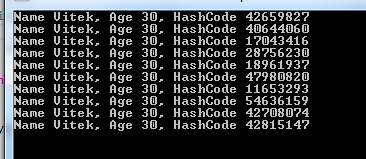 Name Vitek, Age 30, HashCode 42659827
Name Vitek, Age 30, HashCode 40644060
Name Vitek, Age 30, HashCode 17043416
Name Vitek, Age 30, HashCode 28756230
Name Vitek, Age 30, HashCode 18961937
Name Vitek, Age 30, HashCode 47980820
Name Vitek, Age 30, HashCode 11653293
Name Vitek, Age 30, HashCode 54636159
Name Vitek, Age 30, HashCode 42708074
Name Vitek, Age 30, HashCode 42815147